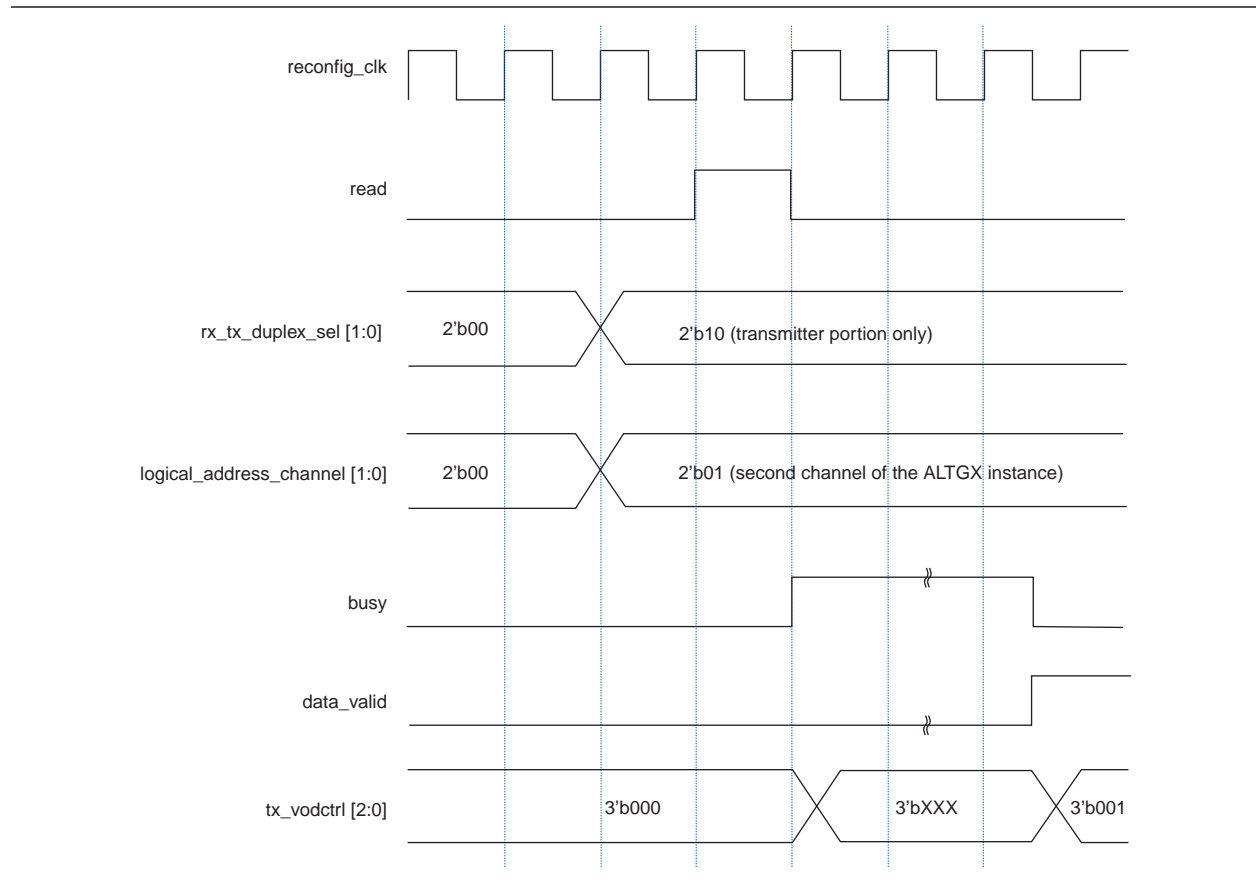 reconfig_clk
read
rx_tx_duplex_sel [1:0]
2’b00
2’b10 (transmitter portion only)
logical_address_channel [1:0]
2’b00
2’b01 (second channel of the ALTGX instance)
busy
data_valid
tx_vodctrl [2:0]
3’b000
3’bXXX
3’b001